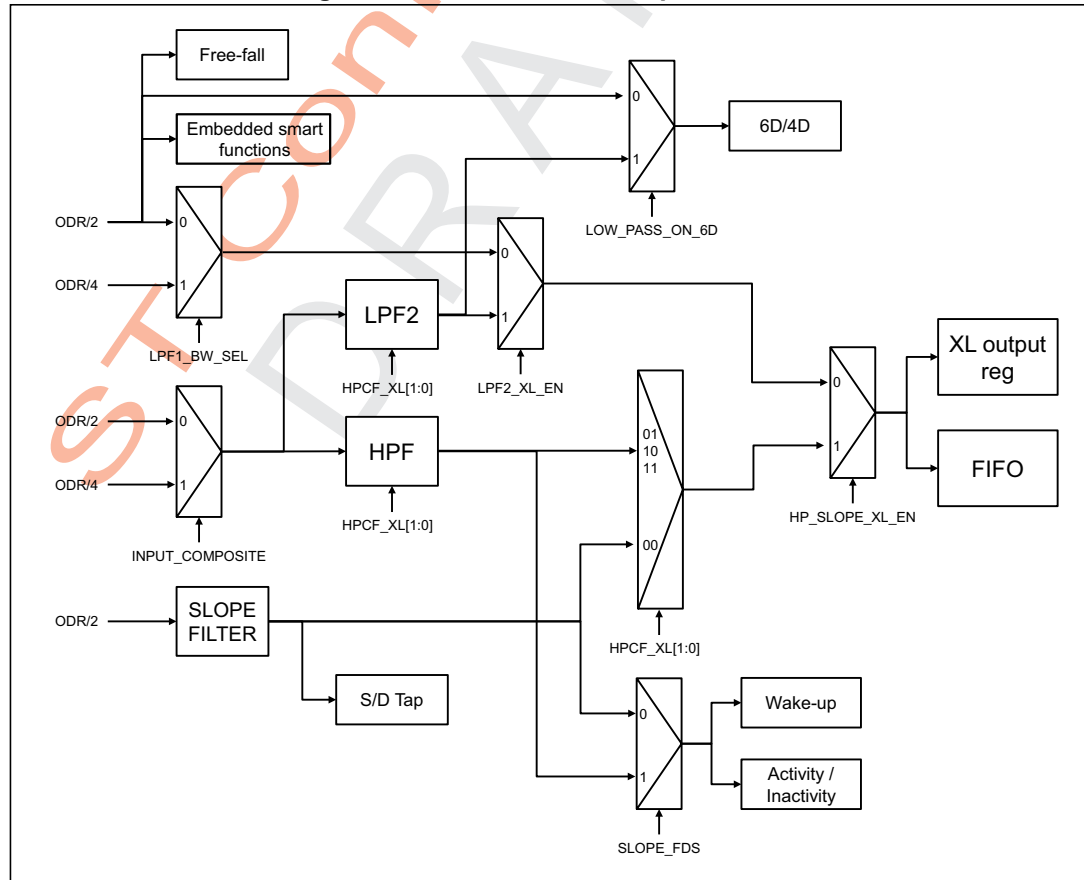 Free-fall
Embedded smart
functions
0
1
6D/4D
LOW_PASS_ON_6D
ODR/2
ODR/4
0
1
LPF1_BW_SEL
LPF2
HPCF_XL[1:0]
0
1
LPF2_XL_EN
ODR/2
ODR/4
0
1
INPUT_COMPOSITE
HPF
HPCF_XL[1:0]
01
10
11
00
HPCF_XL[1:0]
0
1
HP_SLOPE_XL_EN
XL output
reg
FIFO
ODR/2
SLOPE
FILTER
S/D Tap
0
1
SLOPE_FDS
Wake-up
Activity /
Inactivity